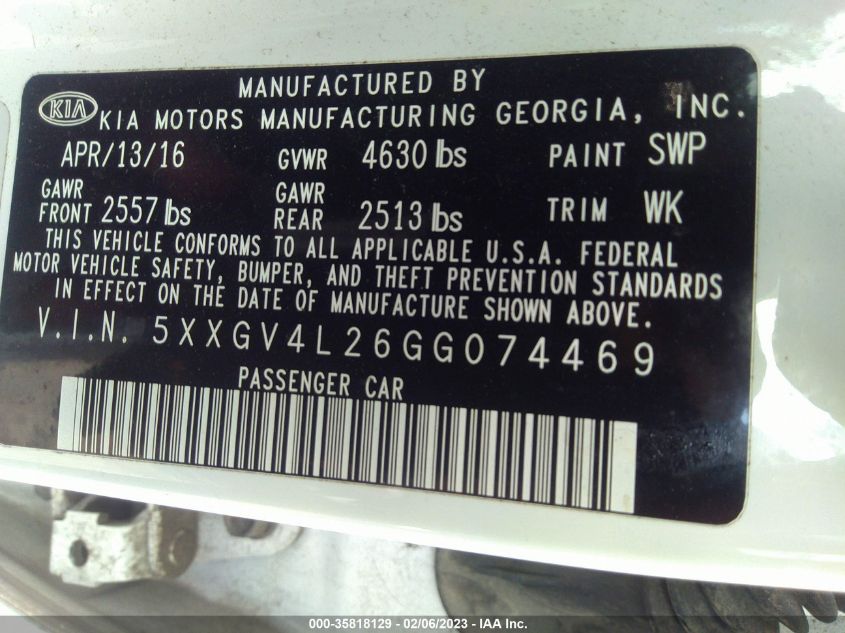 MANUFACTURED BY
KIA KIA MOTORS MANUFACTURING GEORGIA, INC.
APR/13/16 GVWR 4630 lbs PAINT SWP
GAWR FRONT 2557 lbs GAWR REAR 2513 lbs TRIM WK
THIS VEHICLE CONFORMS TO ALL APPLICABLE U.S.A. FEDERAL
MOTOR VEHICLE SAFETY, BUMPER, AND THEFT PREVENTION STANDARDS
IN EFFECT ON THE DATE OF MANUFACTURE SHOWN ABOVE.
V.I.N. 5XXGV4L26GG074469
PASSENGER CAR
000-35818129 - 02/06/2023 - IAA Inc.